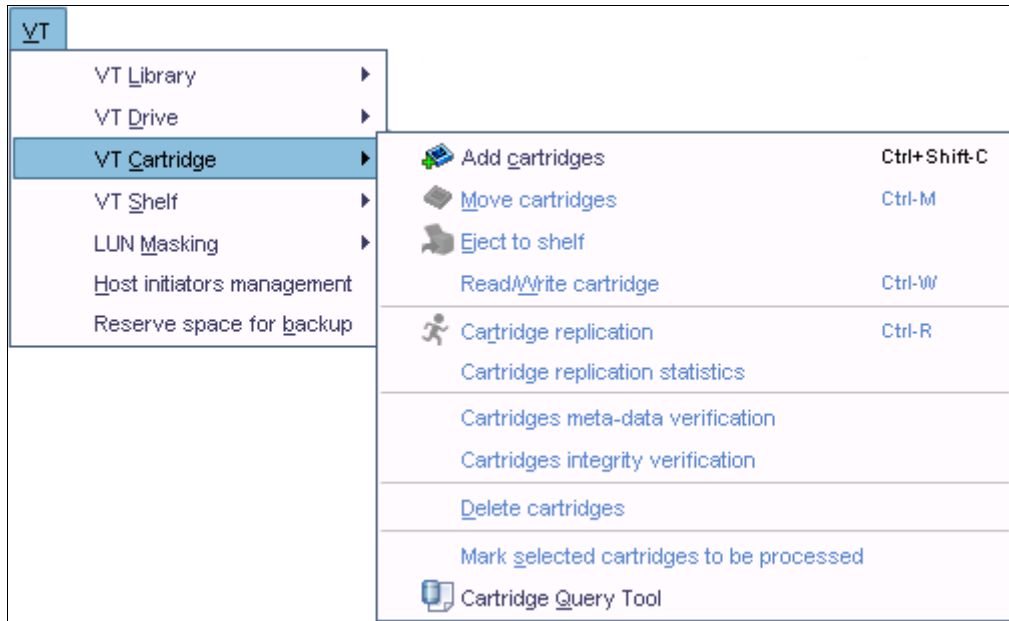 VT
VT Library
VT Drive
VT Cartridge
VT Shelf
LUN Masking
Host initiators management
Reserve space for backup
Add cartridges Ctrl+Shift-C
Move cartridges Ctrl-M
Eject to shelf
Read/Write cartridge Ctrl-W
Cartridge replication Ctrl-R
Cartridge replication statistics
Cartridges meta-data verification
Cartridges integrity verification
Delete cartridges
Mark selected cartridges to be processed
Cartridge Query Tool